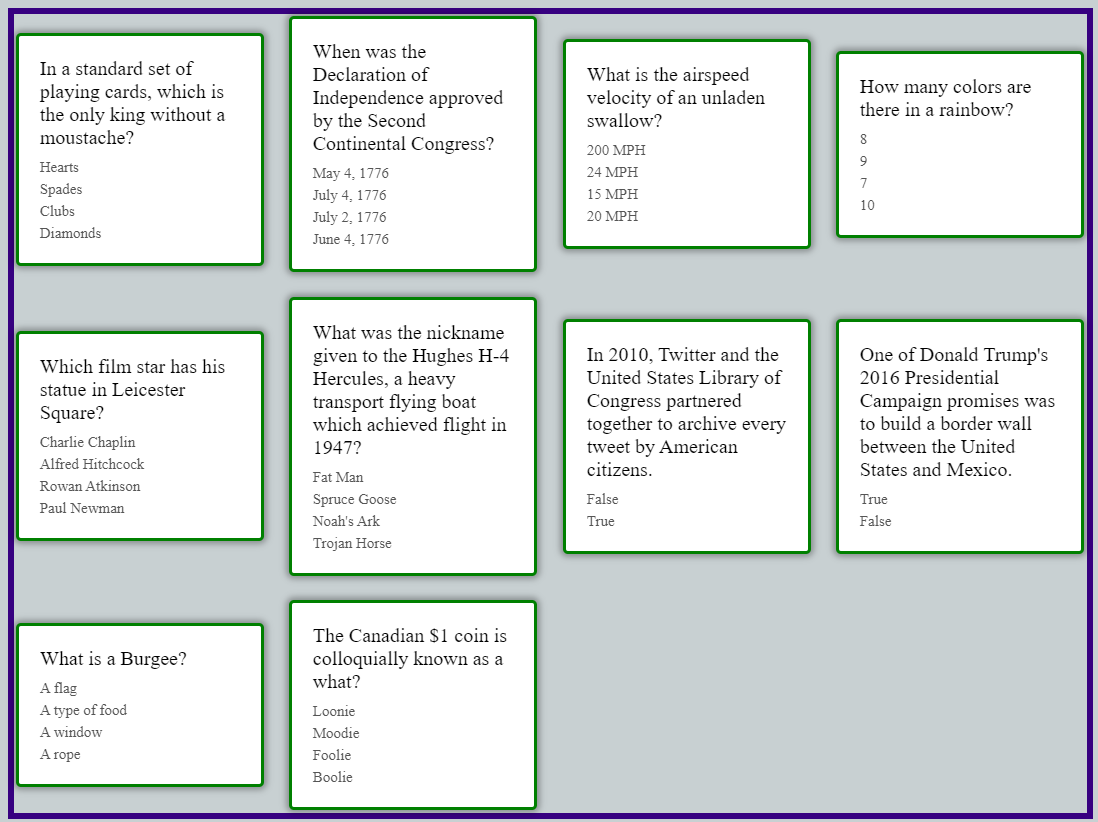 In a standard set of
playing cards, which is
the only king without a
moustache?
Hearts
Spades
Clubs
Diamonds
When was the
Declaration of
Independence approved
by the Second
Continental Congress?
May 4, 1776
July 4, 1776
July 2, 1776
June 4, 1776
What is the airspeed
velocity of an unladen
swallow?
200 MPH
24 MPH
15 MPH
20 MPH
How many colors are
there in a rainbow?
8
9
7
10
Which film star has his
statue in Leicester
Square?
Charlie Chaplin
Alfred Hitchcock
Rowan Atkinson
Paul Newman
What was the nickname
given to the Hughes H-4
Hercules, a heavy
transport flying boat
which achieved flight in
1947?
Fat Man
Spruce Goose
Noah's Ark
Trojan Horse
In 2010, Twitter and the
United States Library of
Congress partnered
together to archive every
tweet by American
citizens.
False
True
One of Donald Trump's
2016 Presidential
Campaign promises was
to build a border wall
between the United
States and Mexico.
True
False
What is a Burgee?
A flag
A type of food
A window
A rope
The Canadian $1 coin is
colloquially known as a
what?
Loonie
Moodie
Foolie
Boolie